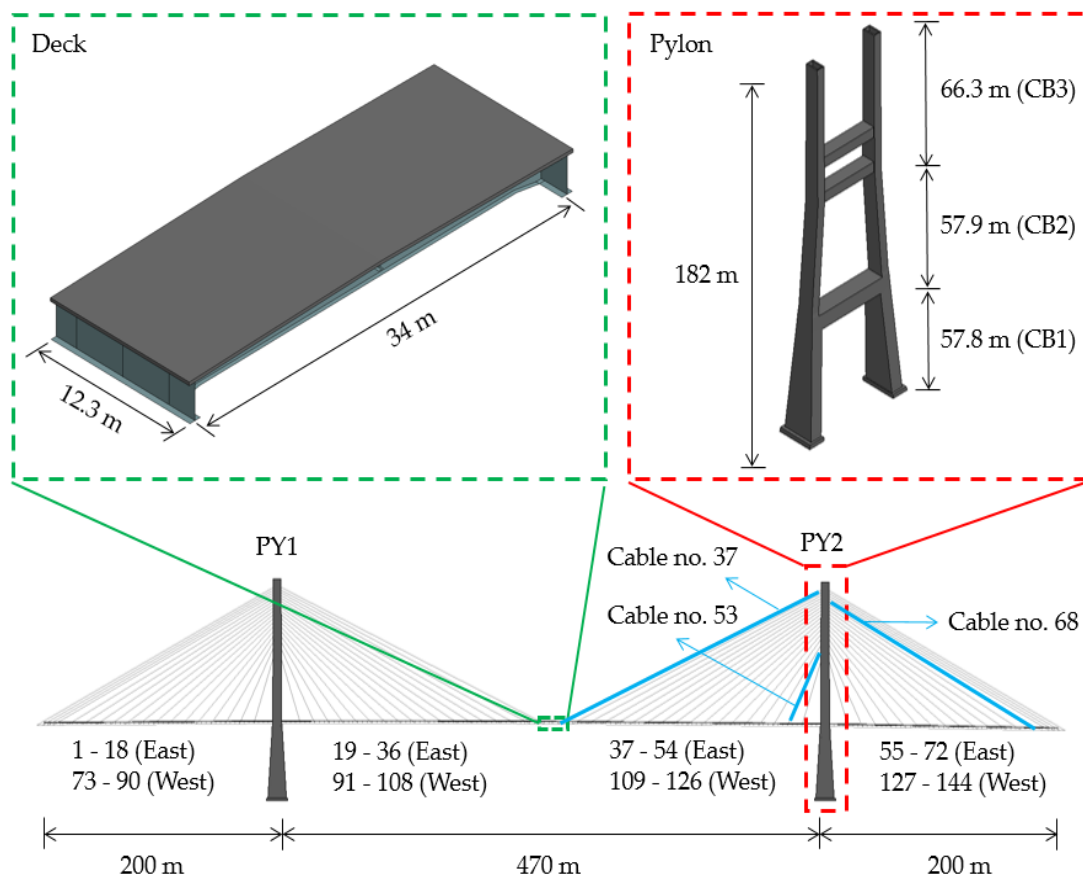 Deck
34 m
12.3 m
Pylon
66.3 m (CB3)
57.9 m (CB2)
182 m
57.8 m (CB1)
PY1
PY2
Cable no. 37
Cable no. 53
Cable no. 68
1 - 18 (East)
73 - 90 (West)
19 - 36 (East)
91 - 108 (West)
37 - 54 (East)
109 - 126 (West)
55 - 72 (East)
127 - 144 (West)
200 m
470 m
200 m